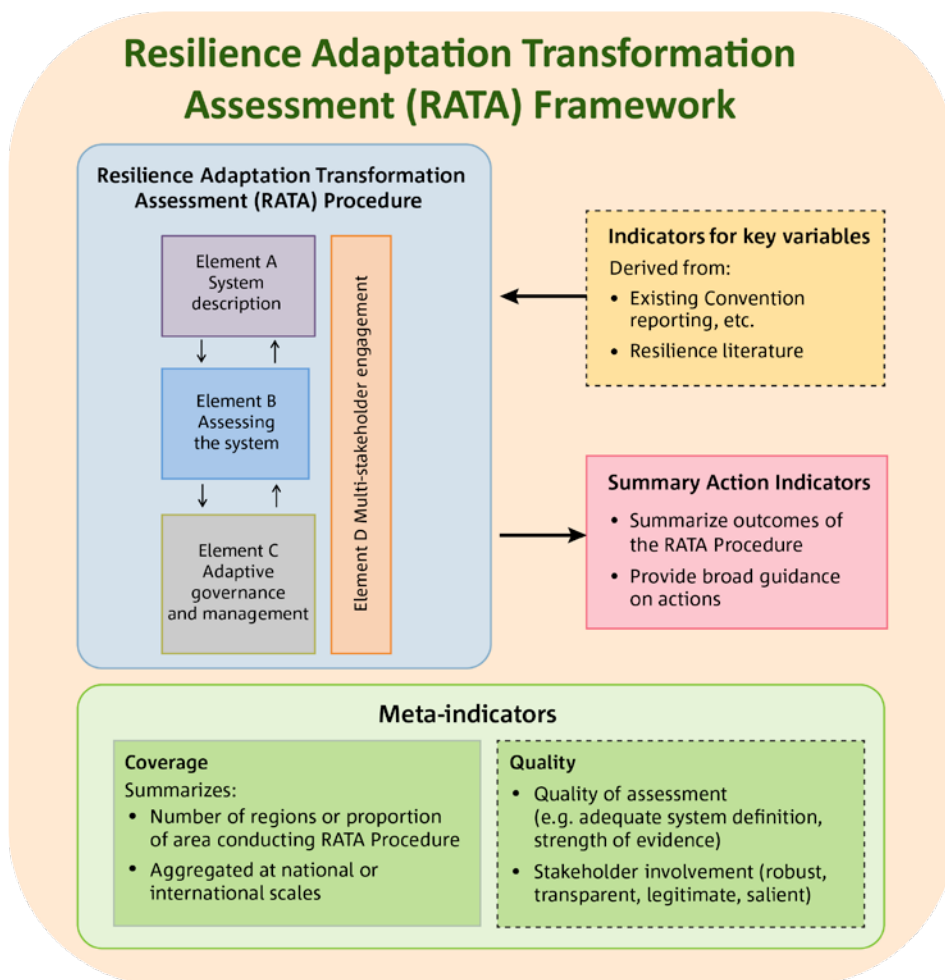 Resilience Adaptation Transformation
Assessment (RATA) Framework
Resilience Adaptation Transformation
Assessment (RATA) Procedure
Element A
System
description
↓ ↑
Element B
Assessing
the system
↓ ↑
Element C
Adaptive
governance
and management
Element D Multi-stakeholder engagement
Indicators for key variables
Derived from:
• Existing Convention
reporting, etc.
• Resilience literature
Summary Action Indicators
• Summarize outcomes of
the RATA Procedure
• Provide broad guidance
on actions
Meta-indicators
Coverage
Summarizes:
• Number of regions or proportion
of area conducting RATA Procedure
• Aggregated at national or
international scales
Quality
• Quality of assessment
(e.g. adequate system definition,
strength of evidence)
• Stakeholder involvement (robust,
transparent, legitimate, salient)